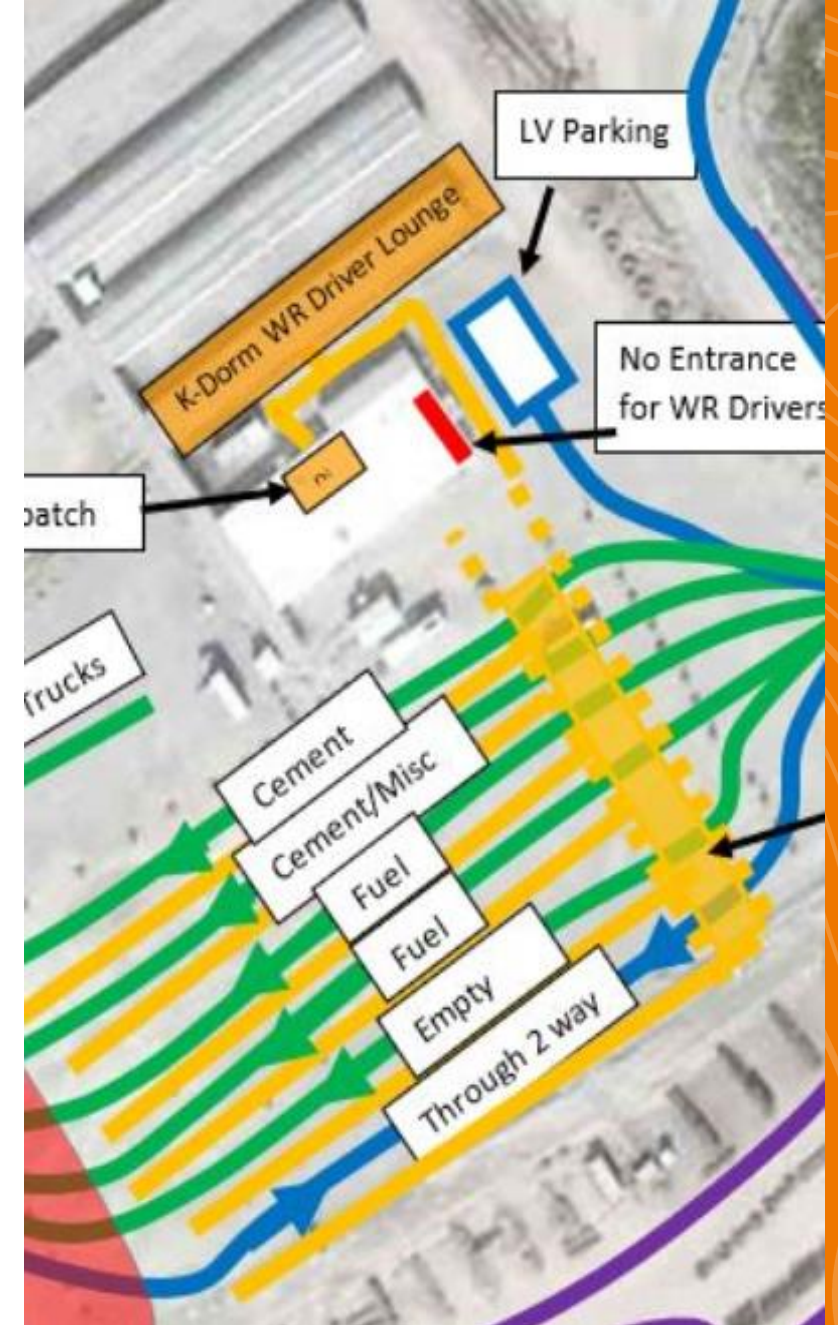 LV Parking
K-Dorm WR Driver Lounge
No Entrance
for WR Drivers
patch
Trucks
Cement
Cement/Misc
Fuel
Fuel
Empty
Through 2 way